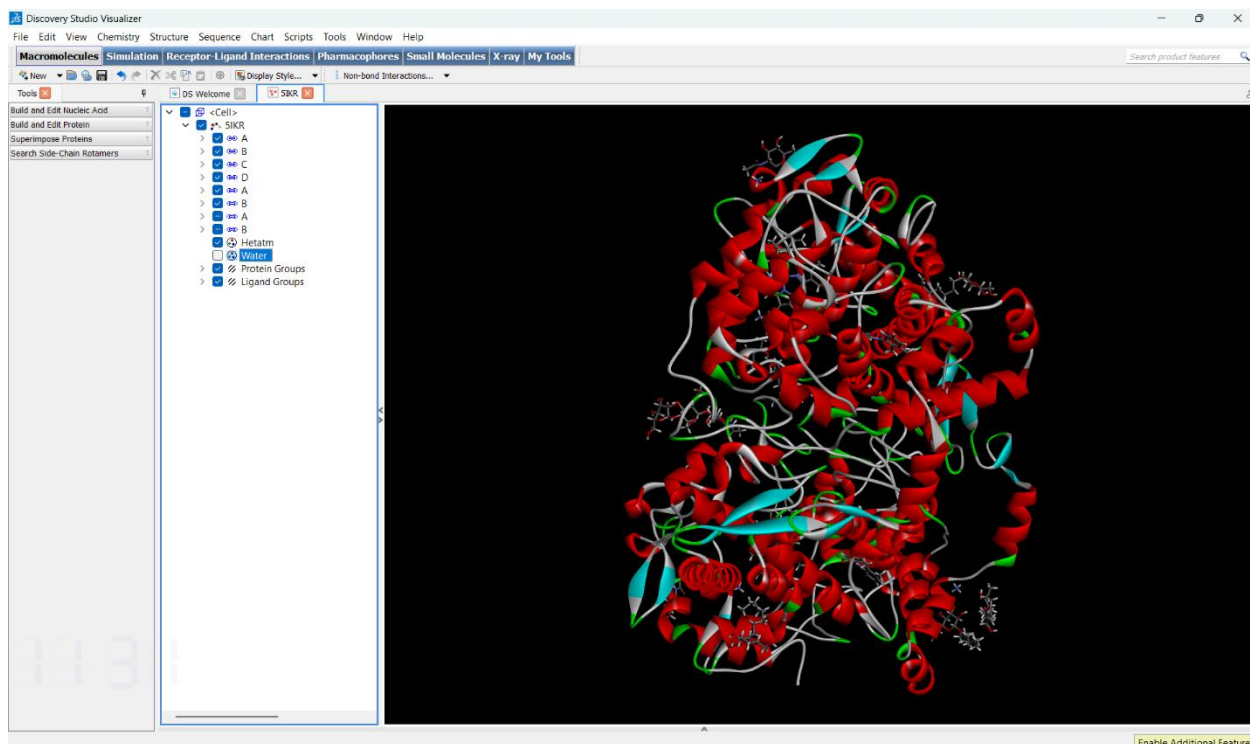 Discovery Studio Visualizer
File Edit View Chemistry Structure Sequence Chart Scripts Tools Window Help
Macromolecules Simulation Receptor-Ligand Interactions Pharmacophores Small Molecules X-ray My Tools
Search product features
New Display Style... Non-bond Interactions...
Tools DS Welcome 5IKR
Build and Edit Nucleic Acid
Build and Edit Protein
Superimpose Proteins
Search Side-Chain Rotamers
<Cell>
5IKR
A
B
C
D
A
B
A
B
Hetatm
Water
Protein Groups
Ligand Groups
Enable Additional Feature